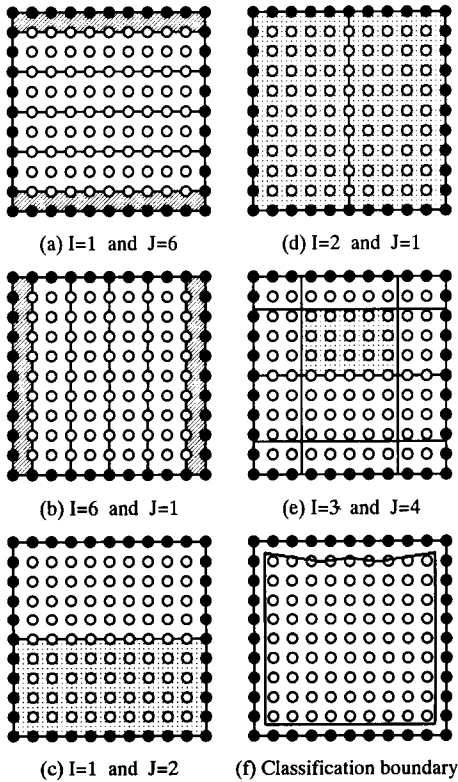 (a) I=1 and J=6
(d) I=2 and J=1
(b) I=6 and J=1
(e) I=3 and J=4
(c) I=1 and J=2
(f) Classification boundary